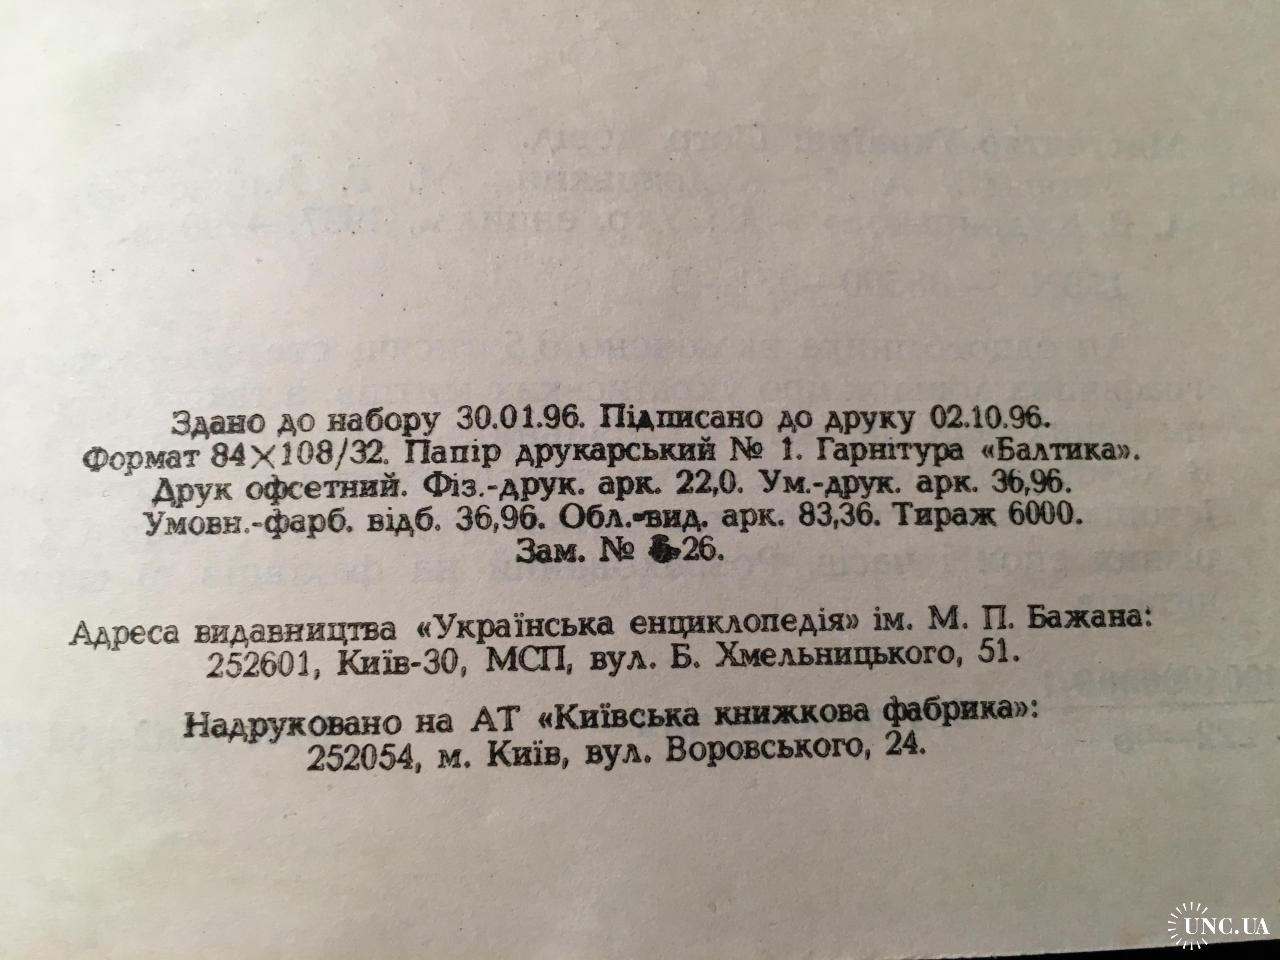 Здано до набору 30.01.96. Підписано до друку 02.10.96.
Формат 84×108/32. Папір друкарський № 1. Гарнітура «Балтика».
Друк офсетний. Фіз.-друк. арк. 22,0. Ум.-друк. арк. 36,96.
Умовн.-фарб. відб. 36,96. Обл.-вид. арк. 83,36. Тираж 6000.
Зам. № 26.
Адреса видавництва «Українська енциклопедія» ім. М. П. Бажана:
252601, Київ-30, МСП, вул. Б. Хмельницького, 51.
Надруковано на АТ «Київська книжкова фабрика»:
252054, м. Київ, вул. Воровського, 24.
UNC.UA